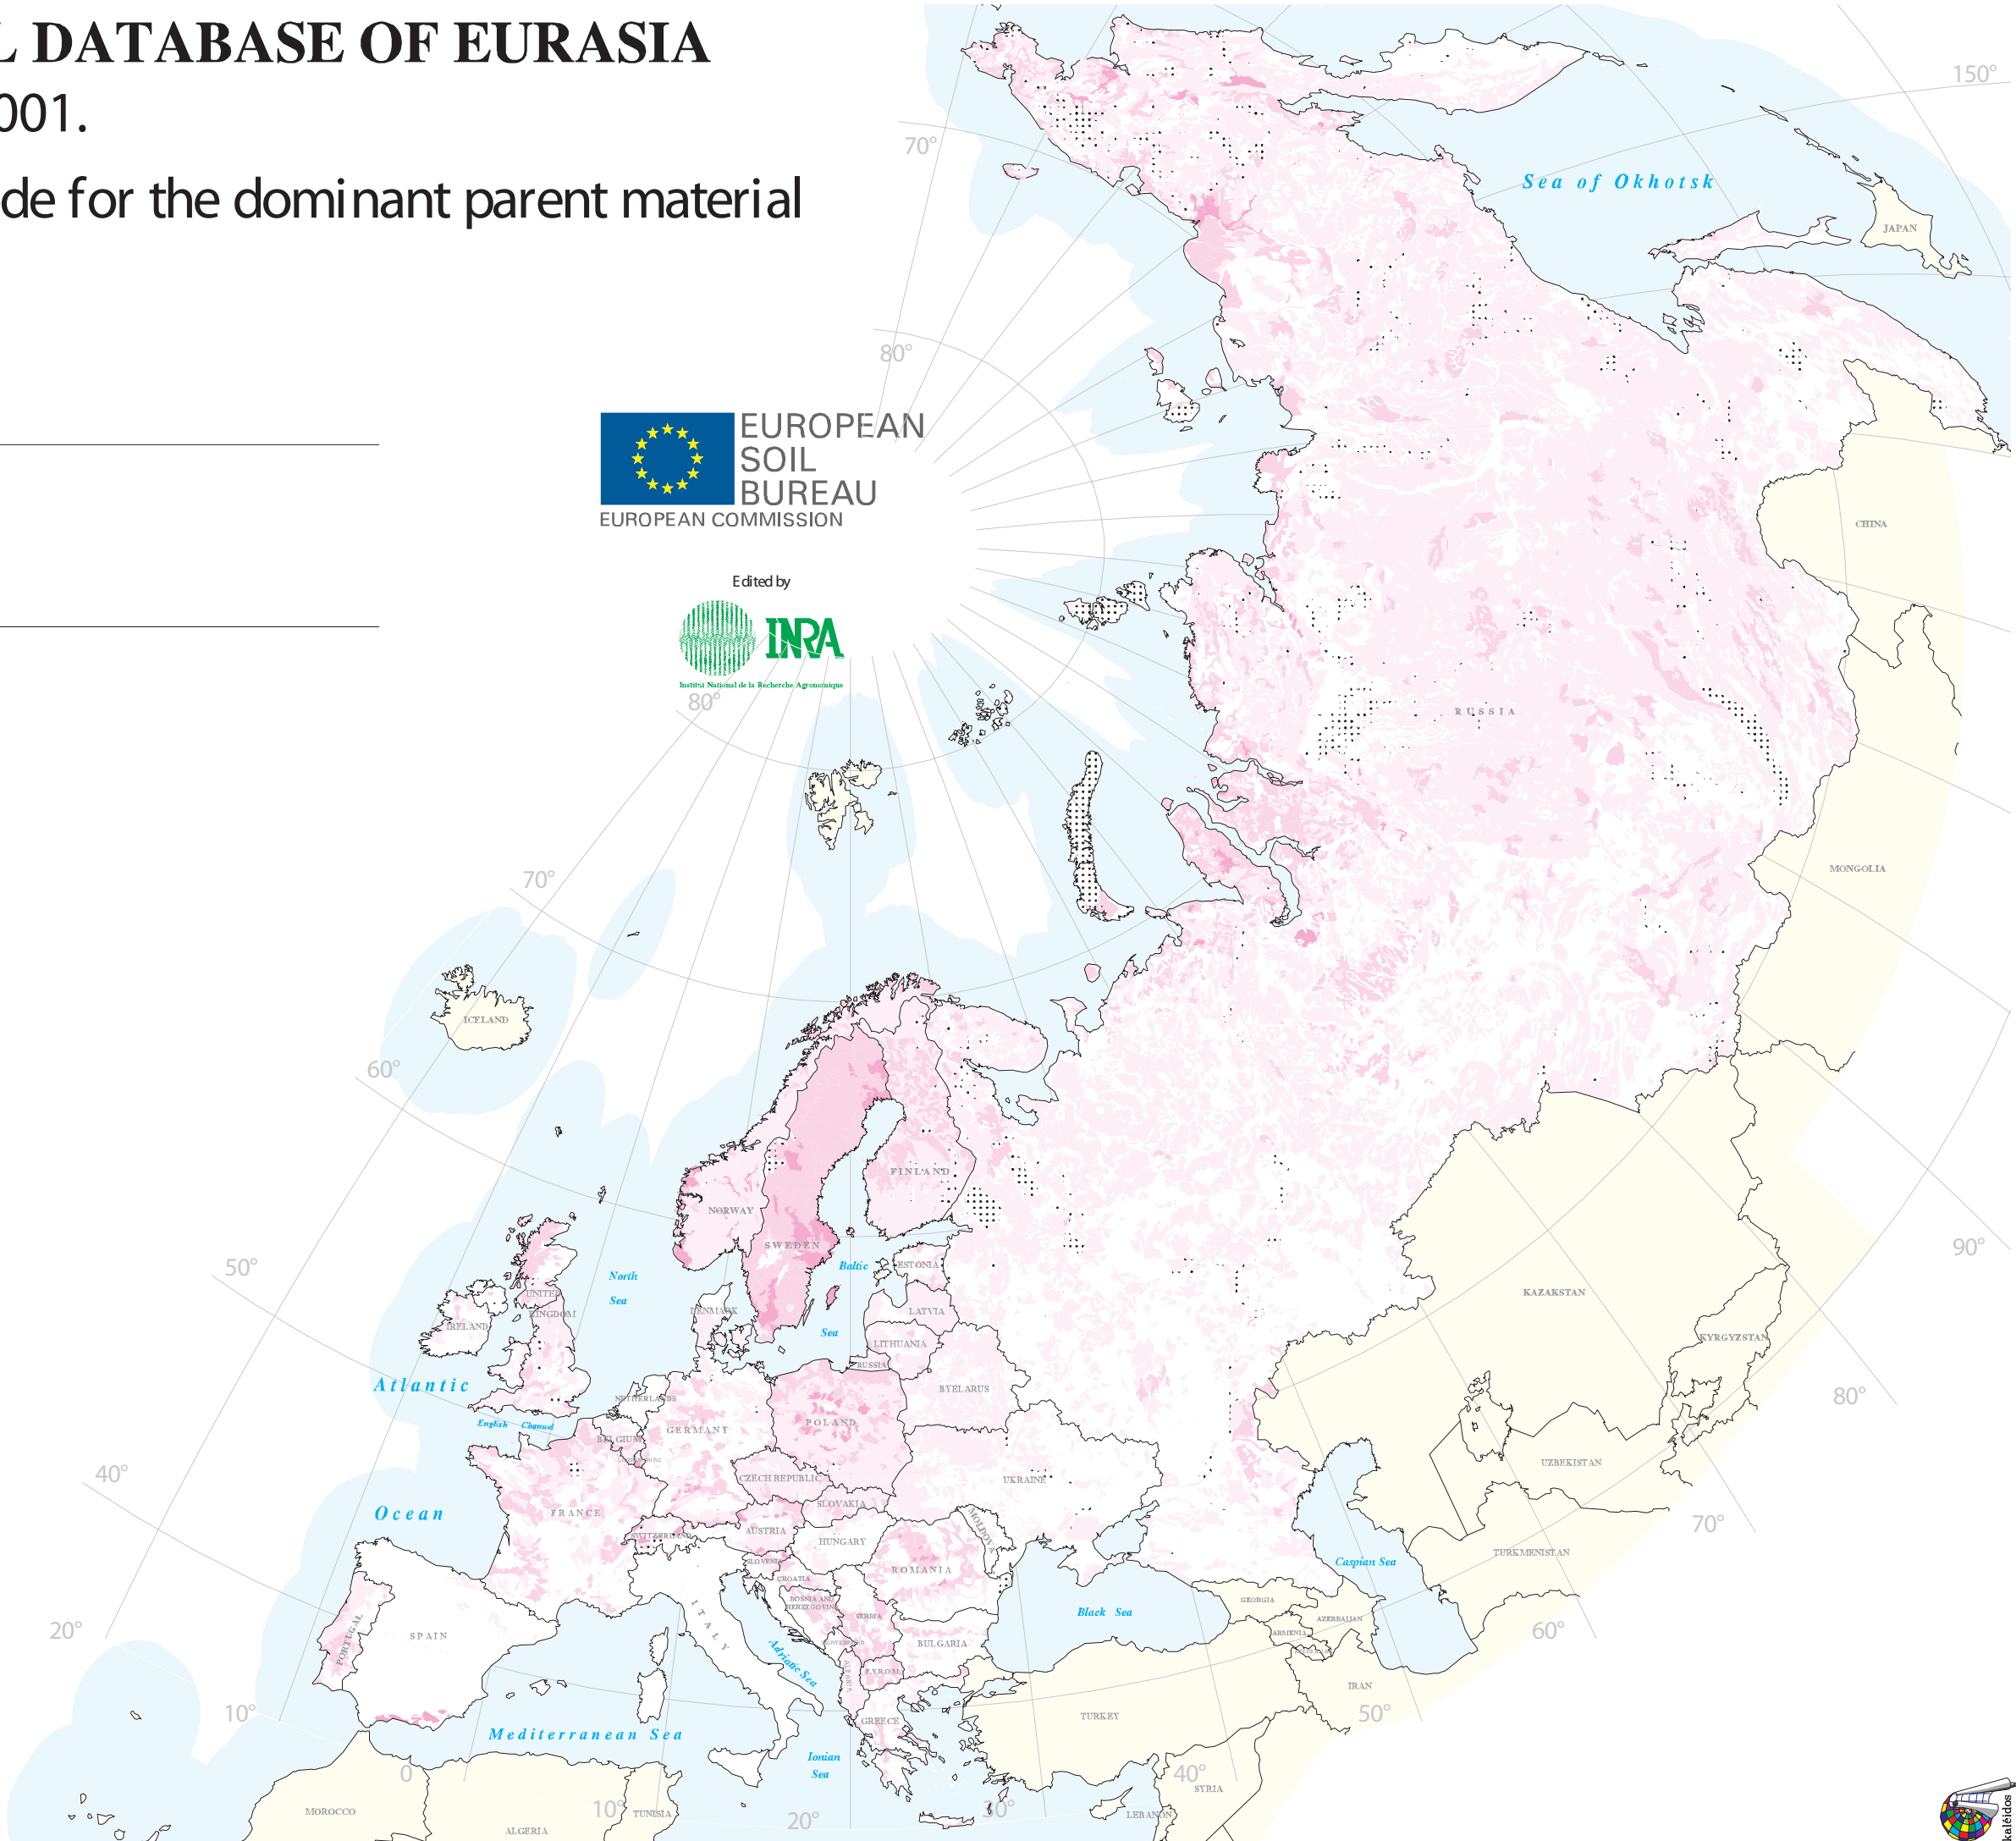 L DATABASE OF EURASIA
001.
de for the dominant parent material
EUROPEAN
SOIL
BUREAU
EUROPEAN COMMISSION
Edited by
INRA
Institut National de la Recherche Agronomique
150°
70°
80°
Sea of Okhotsk
JAPAN
CHINA
RUSSIA
MONGOLIA
80°
70°
ICELAND
60°
FINLAND
NORWAY
SWEDEN
50°
North
Sea
Baltic
Sea
ESTONIA
90°
UNITED
KINGDOM
IRELAND
DENMARK
LATVIA
LITHUANIA
RUSSIA
KAZAKSTAN
KYRGYZSTAN
Atlantic
Ocean
NETHERLANDS
BYELARUS
80°
English Channel
BELGIUM
LUXEMBOURG
GERMANY
POLAND
40°
CZECH REPUBLIC
UKRAINE
UZBEKISTAN
FRANCE
SLOVAKIA
70°
SWITZERLAND
AUSTRIA
HUNGARY
MOLDOVA
TURKMENISTAN
SLOVENIA
CROATIA
ROMANIA
Caspian Sea
BOSNIA AND
HERZEGOVINA
SERBIA
Black Sea
GEORGIA
AZERBAIJAN
ARMENIA
20°
PORTUGAL
SPAIN
ITALY
Adriatic Sea
MONTENEGRO
BULGARIA
60°
ALBANIA
F.Y.R.O.M.
IRAN
10°
Mediterranean Sea
GREECE
TURKEY
50°
Ionian
Sea
0
40°
SYRIA
MOROCCO
10°
TUNISIA
20°
30°
LEBANON
ALGERIA
kaléidos